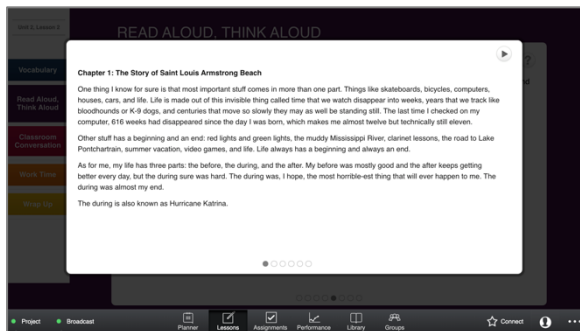 Unit 2, Lesson 1
READ ALOUD, THINK ALOUD
Vocabulary
Read Aloud,
Think Aloud
Classroom
Conversation
Work Time
Wrap Up
?
Chapter 1: The Story of Saint Louis Armstrong Beach
One thing I know for sure is that most important stuff comes in more than one part. Things like skateboards, bicycles, computers,
houses, cars, and life. Life is made out of this invisible thing called time that we watch disappear into weeks, years that we track like
bloodhounds or K-9 dogs, and centuries that move so slowly they may as well be standing still. The last time I checked on my
computer, 616 weeks had disappeared since the day I was born, which makes me almost twelve but technically still eleven.
Other stuff has a beginning and an end: red lights and green lights, the muddy Mississippi River, clarinet lessons, the road to Lake
Pontchartrain, summer vacation, video games, and life. Life always has a beginning and always an end.
As for me, my life has three parts: the before, the during, and the after. My before was mostly good and the after keeps getting
better every day, but the during sure was hard. The during was, I hope, the most horrible-est thing that will ever happen to me. The
during was almost my end.
The during is also known as Hurricane Katrina.
Project
Broadcast
Planner
Lessons
Assignments
Performance
Library
Groups
Connect